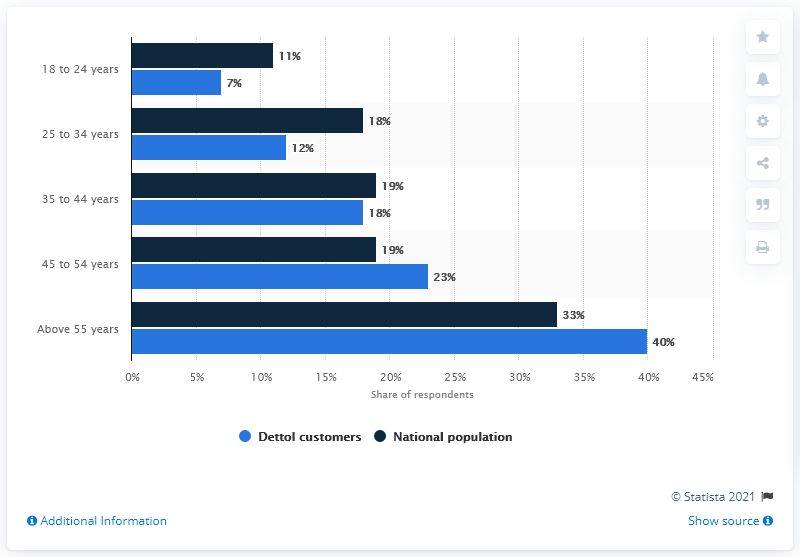 18 to 24 years
11%
7%
25 to 34 years
18%
12%
35 to 44 years
19%
18%
45 to 54 years
19%
23%
Above 55 years
33%
40%
0% 5% 10% 15% 20% 25% 30% 35% 40% 45%
Share of respondents
Dettol customers National population
© Statista 2021
Additional Information Show source